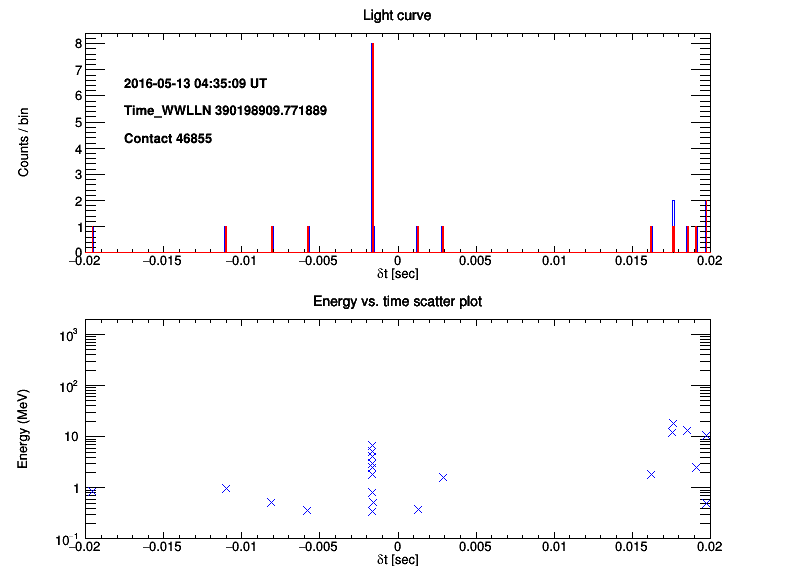 Light curve
Counts / bin
8
7
6
5
4
3
2
1
0
2016-05-13 04:35:09 UT
Time_WWLLN 390198909.771889
Contact 46855
−0.02 −0.015 −0.01 −0.005 0 0.005 0.01 0.015 0.02
δt [sec]
Energy vs. time scatter plot
Energy (MeV)
10³
10²
10
1
10⁻¹
−0.02 −0.015 −0.01 −0.005 0 0.005 0.01 0.015 0.02
δt [sec]